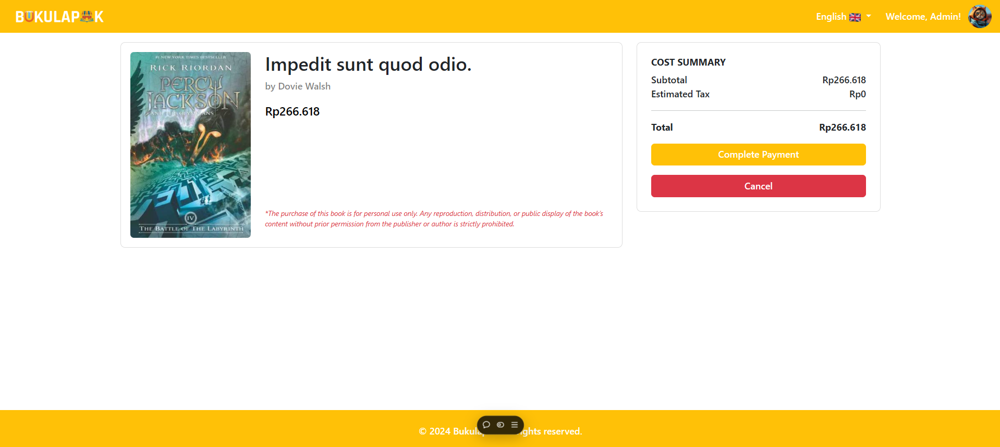 BUKULAPAK
English
Welcome, Admin!
#1 NEW YORK TIMES BESTSELLER
RICK RIORDAN
PERCY
JACKSON
AND THE OLYMPIANS
IV
THE BATTLE OF THE LABYRINTH
Impedit sunt quod odio.
by Dovie Walsh
Rp266.618
*The purchase of this book is for personal use only. Any reproduction, distribution, or public display of the book's
content without prior permission from the publisher or author is strictly prohibited.
COST SUMMARY
Subtotal Rp266.618
Estimated Tax Rp0
Total Rp266.618
Complete Payment
Cancel
© 2024 reserved.